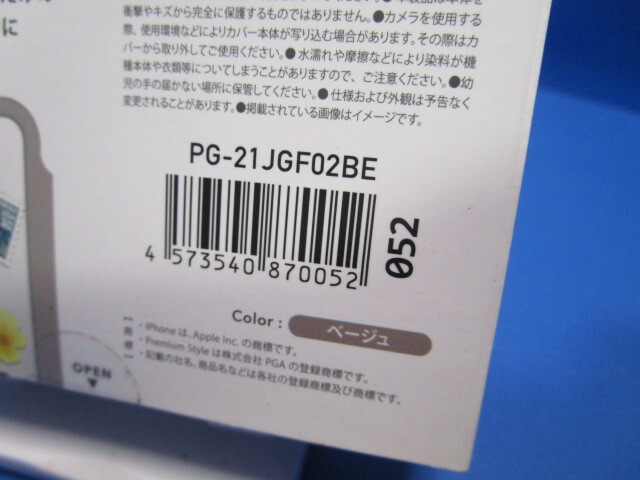 衝撃やキズから完全に保護するものではありません。●カメラを使用する
際、使用環境などによりカバー本体が写り込む場合があります。その際はカ
バーから取り外してご使用ください。● 水濡れや摩擦などにより染料が機
種本体や衣類等についてしまうことがありますので、ご注意ください。●幼
児の手の届かない場所に保管してください。● 仕様および外観は予告なく
変更されることがあります。●掲載されている画像はイメージです。
に
PG-21JGF02BE
4 573540 870052
052
Color : ベージュ
【商標】
・iPhone は、Apple Inc. の商標です。
・Premium Style は株式会社 PGA の登録商標です。
・記載の社名、商品名などは各社の登録商標及び商標です。
OPEN
▼